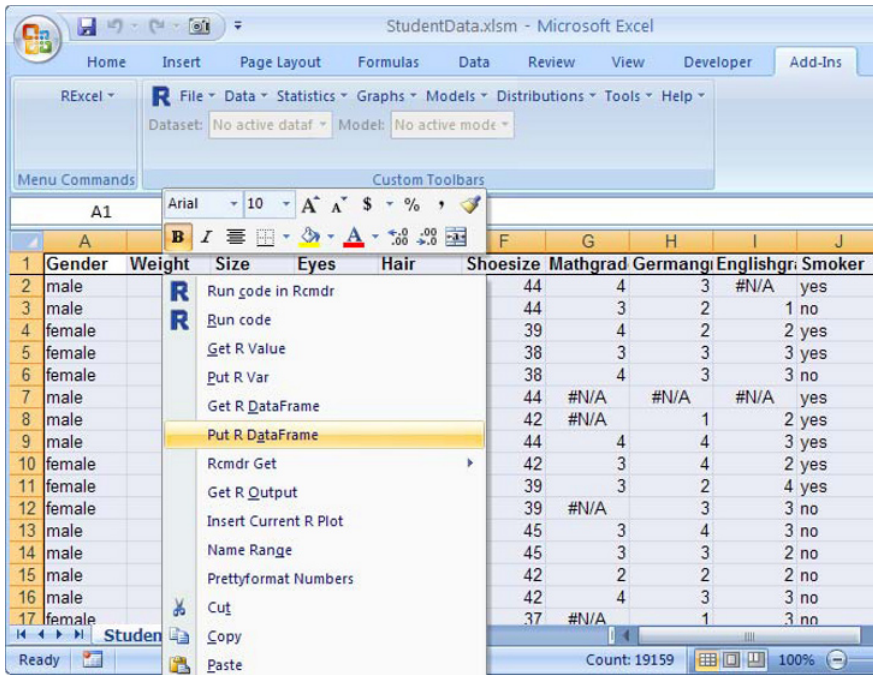 StudentData.xlsm - Microsoft Excel
Home Insert Page Layout Formulas Data Review View Developer Add-Ins
RExcel R File Data Statistics Graphs Models Distributions Tools Help
Dataset: No active dataf Model: No active mode
Menu Commands Custom Toolbars
A1 Arial 10 A A $ % ,
B I A .00 .00
A F G H I J
1 Gender Weight Size Eyes Hair Shoesize Mathgrad Germangr Englishgra Smoker
2 male 44 4 3 #N/A yes
3 male 44 3 2 1 no
4 female 39 4 2 2 yes
5 female 38 3 3 3 yes
6 female 38 4 3 3 no
7 male 44 #N/A #N/A #N/A yes
8 male 42 #N/A 1 2 yes
9 male 44 4 4 3 yes
10 female 42 3 4 2 yes
11 female 39 3 2 4 yes
12 female 39 #N/A 3 3 no
13 male 45 3 4 3 no
14 male 45 3 3 2 no
15 male 42 2 2 2 no
16 male 42 4 3 3 no
17 female 37 #N/A 1 3 no
R Run code in Rcmdr
R Run code
Get R Value
Put R Var
Get R DataFrame
Put R DataFrame
Rcmdr Get
Get R Output
Insert Current R Plot
Name Range
Prettyformat Numbers
Cut
Copy
Paste
Studen
Ready Count: 19159 100%